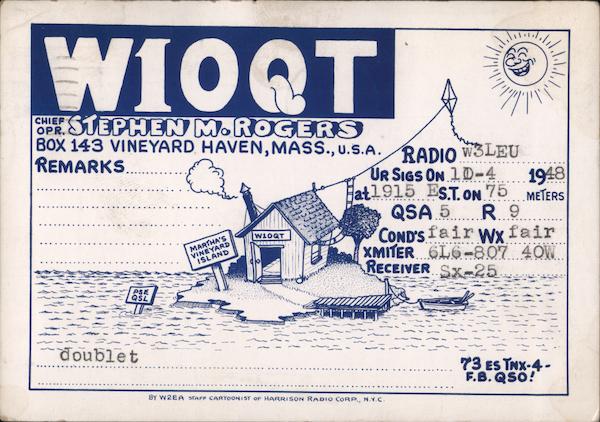 W1OQT
CHIEF OPR. STEPHEN M. ROGERS
BOX 143 VINEYARD HAVEN, MASS., U.S.A.
REMARKS
RADIO W3LEU
UR SIGS ON 10-4 1948
at 1915 E S.T. ON 75 METERS
QSA 5 R 9
COND'S fair WX fair
XMITER 6L6-807 40W
RECEIVER Sx-25
W1OQT
MARTHA'S VINEYARD ISLAND
PSE QSL
doublet
73 ES TNX-4-
F.B. QSO!
BY W2EA STAFF CARTOONIST OF HARRISON RADIO CORP., N.Y.C.